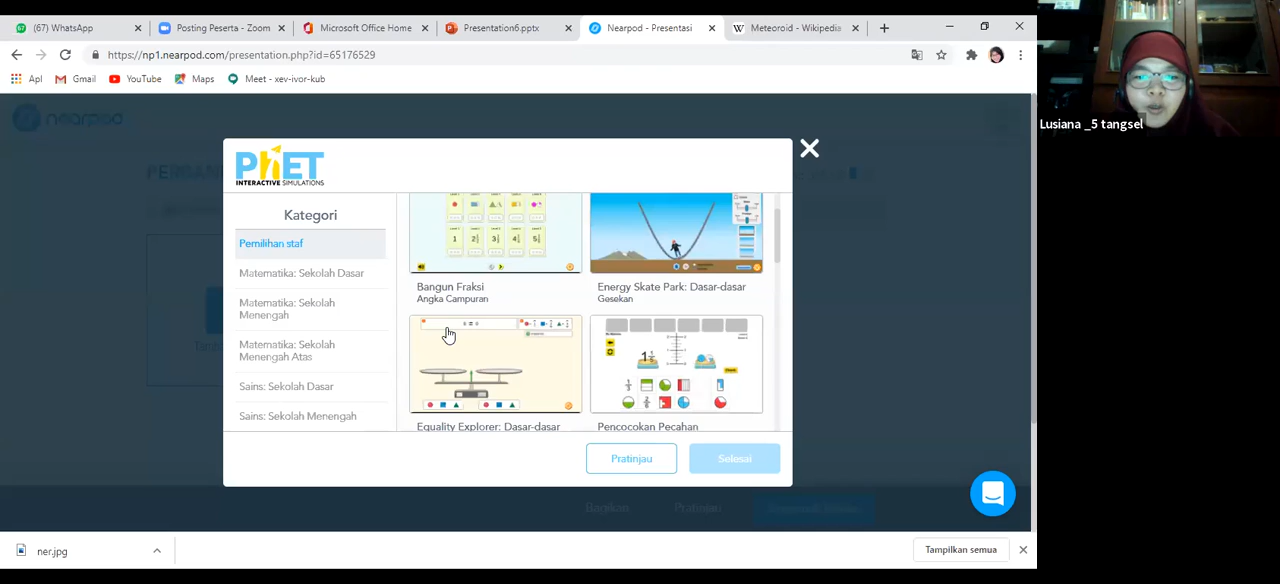 (67) WhatsApp
Posting Peserta - Zoom
Microsoft Office Home
Presentation6.pptx
Nearpod - Presentasi
Meteoroid - Wikipedia
https://np1.nearpod.com/presentation.php?id=65176529
Apl
Gmail
YouTube
Maps
Meet - xev-ivor-kub
Lusiana _5 tangsel
nearpod
PhET
INTERACTIVE SIMULATIONS
Kategori
Pemilihan staf
Matematika: Sekolah Dasar
Matematika: Sekolah
Menengah
Matematika: Sekolah
Menengah Atas
Sains: Sekolah Dasar
Sains: Sekolah Menengah
Bangun Fraksi
Angka Campuran
Energy Skate Park: Dasar-dasar
Gesekan
Equality Explorer: Dasar-dasar
Pencocokan Pecahan
Pratinjau
Selesai
Bagikan
Pratinjau
ner.jpg
Tampilkan semua